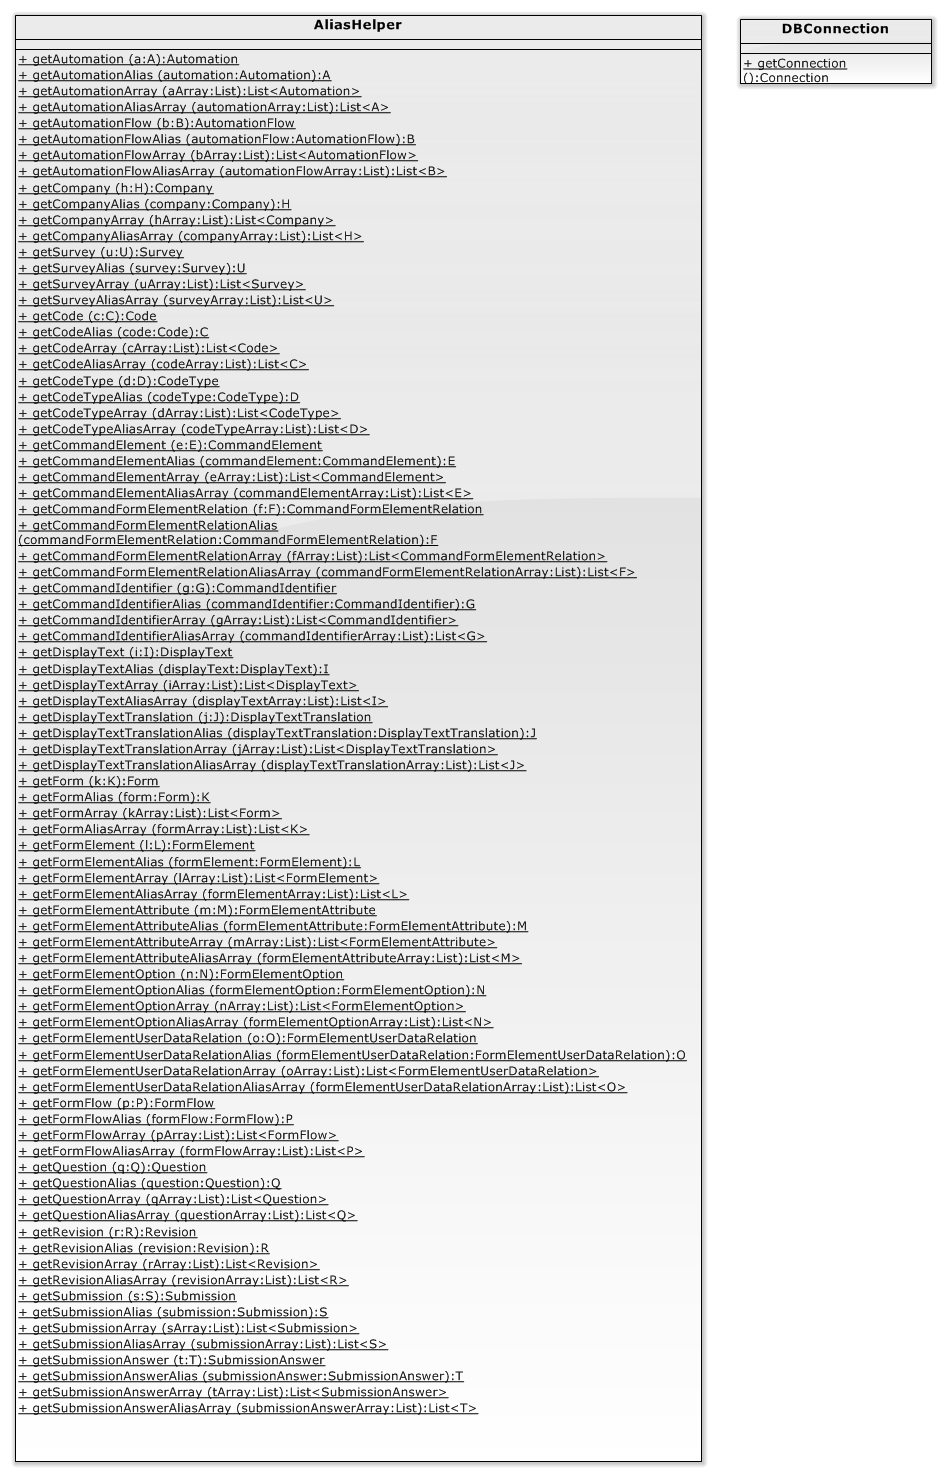 AliasHelper
+ getAutomation (a:A):Automation
+ getAutomationAlias (automation:Automation):A
+ getAutomationArray (aArray:List):List<Automation>
+ getAutomationAliasArray (automationArray:List):List<A>
+ getAutomationFlow (b:B):AutomationFlow
+ getAutomationFlowAlias (automationFlow:AutomationFlow):B
+ getAutomationFlowArray (bArray:List):List<AutomationFlow>
+ getAutomationFlowAliasArray (automationFlowArray:List):List<B>
+ getCompany (h:H):Company
+ getCompanyAlias (company:Company):H
+ getCompanyArray (hArray:List):List<Company>
+ getCompanyAliasArray (companyArray:List):List<H>
+ getSurvey (u:U):Survey
+ getSurveyAlias (survey:Survey):U
+ getSurveyArray (uArray:List):List<Survey>
+ getSurveyAliasArray (surveyArray:List):List<U>
+ getCode (c:C):Code
+ getCodeAlias (code:Code):C
+ getCodeArray (cArray:List):List<Code>
+ getCodeAliasArray (codeArray:List):List<C>
+ getCodeType (d:D):CodeType
+ getCodeTypeAlias (codeType:CodeType):D
+ getCodeTypeArray (dArray:List):List<CodeType>
+ getCodeTypeAliasArray (codeTypeArray:List):List<D>
+ getCommandElement (e:E):CommandElement
+ getCommandElementAlias (commandElement:CommandElement):E
+ getCommandElementArray (eArray:List):List<CommandElement>
+ getCommandElementAliasArray (commandElementArray:List):List<E>
+ getCommandFormElementRelation (f:F):CommandFormElementRelation
+ getCommandFormElementRelationAlias
(commandFormElementRelation:CommandFormElementRelation):F
+ getCommandFormElementRelationArray (fArray:List):List<CommandFormElementRelation>
+ getCommandFormElementRelationAliasArray (commandFormElementRelationArray:List):List<F>
+ getCommandIdentifier (g:G):CommandIdentifier
+ getCommandIdentifierAlias (commandIdentifier:CommandIdentifier):G
+ getCommandIdentifierArray (gArray:List):List<CommandIdentifier>
+ getCommandIdentifierAliasArray (commandIdentifierArray:List):List<G>
+ getDisplayText (i:I):DisplayText
+ getDisplayTextAlias (displayText:DisplayText):I
+ getDisplayTextArray (iArray:List):List<DisplayText>
+ getDisplayTextAliasArray (displayTextArray:List):List<I>
+ getDisplayTextTranslation (j:J):DisplayTextTranslation
+ getDisplayTextTranslationAlias (displayTextTranslation:DisplayTextTranslation):J
+ getDisplayTextTranslationArray (jArray:List):List<DisplayTextTranslation>
+ getDisplayTextTranslationAliasArray (displayTextTranslationArray:List):List<J>
+ getForm (k:K):Form
+ getFormAlias (form:Form):K
+ getFormArray (kArray:List):List<Form>
+ getFormAliasArray (formArray:List):List<K>
+ getFormElement (l:L):FormElement
+ getFormElementAlias (formElement:FormElement):L
+ getFormElementArray (lArray:List):List<FormElement>
+ getFormElementAliasArray (formElementArray:List):List<L>
+ getFormElementAttribute (m:M):FormElementAttribute
+ getFormElementAttributeAlias (formElementAttribute:FormElementAttribute):M
+ getFormElementAttributeArray (mArray:List):List<FormElementAttribute>
+ getFormElementAttributeAliasArray (formElementAttributeArray:List):List<M>
+ getFormElementOption (n:N):FormElementOption
+ getFormElementOptionAlias (formElementOption:FormElementOption):N
+ getFormElementOptionArray (nArray:List):List<FormElementOption>
+ getFormElementOptionAliasArray (formElementOptionArray:List):List<N>
+ getFormElementUserDataRelation (o:O):FormElementUserDataRelation
+ getFormElementUserDataRelationAlias (formElementUserDataRelation:FormElementUserDataRelation):O
+ getFormElementUserDataRelationArray (oArray:List):List<FormElementUserDataRelation>
+ getFormElementUserDataRelationAliasArray (formElementUserDataRelationArray:List):List<O>
+ getFormFlow (p:P):FormFlow
+ getFormFlowAlias (formFlow:FormFlow):P
+ getFormFlowArray (pArray:List):List<FormFlow>
+ getFormFlowAliasArray (formFlowArray:List):List<P>
+ getQuestion (q:Q):Question
+ getQuestionAlias (question:Question):Q
+ getQuestionArray (qArray:List):List<Question>
+ getQuestionAliasArray (questionArray:List):List<Q>
+ getRevision (r:R):Revision
+ getRevisionAlias (revision:Revision):R
+ getRevisionArray (rArray:List):List<Revision>
+ getRevisionAliasArray (revisionArray:List):List<R>
+ getSubmission (s:S):Submission
+ getSubmissionAlias (submission:Submission):S
+ getSubmissionArray (sArray:List):List<Submission>
+ getSubmissionAliasArray (submissionArray:List):List<S>
+ getSubmissionAnswer (t:T):SubmissionAnswer
+ getSubmissionAnswerAlias (submissionAnswer:SubmissionAnswer):T
+ getSubmissionAnswerArray (tArray:List):List<SubmissionAnswer>
+ getSubmissionAnswerAliasArray (submissionAnswerArray:List):List<T>
DBConnection
+ getConnection
():Connection